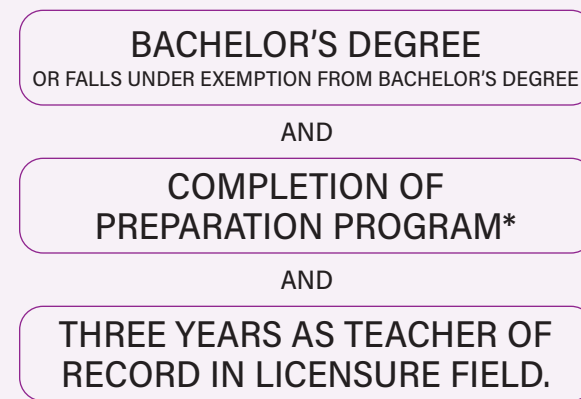 BACHELOR’S DEGREE
OR FALLS UNDER EXEMPTION FROM BACHELOR’S DEGREE
AND
COMPLETION OF
PREPARATION PROGRAM*
AND
THREE YEARS AS TEACHER OF
RECORD IN LICENSURE FIELD.